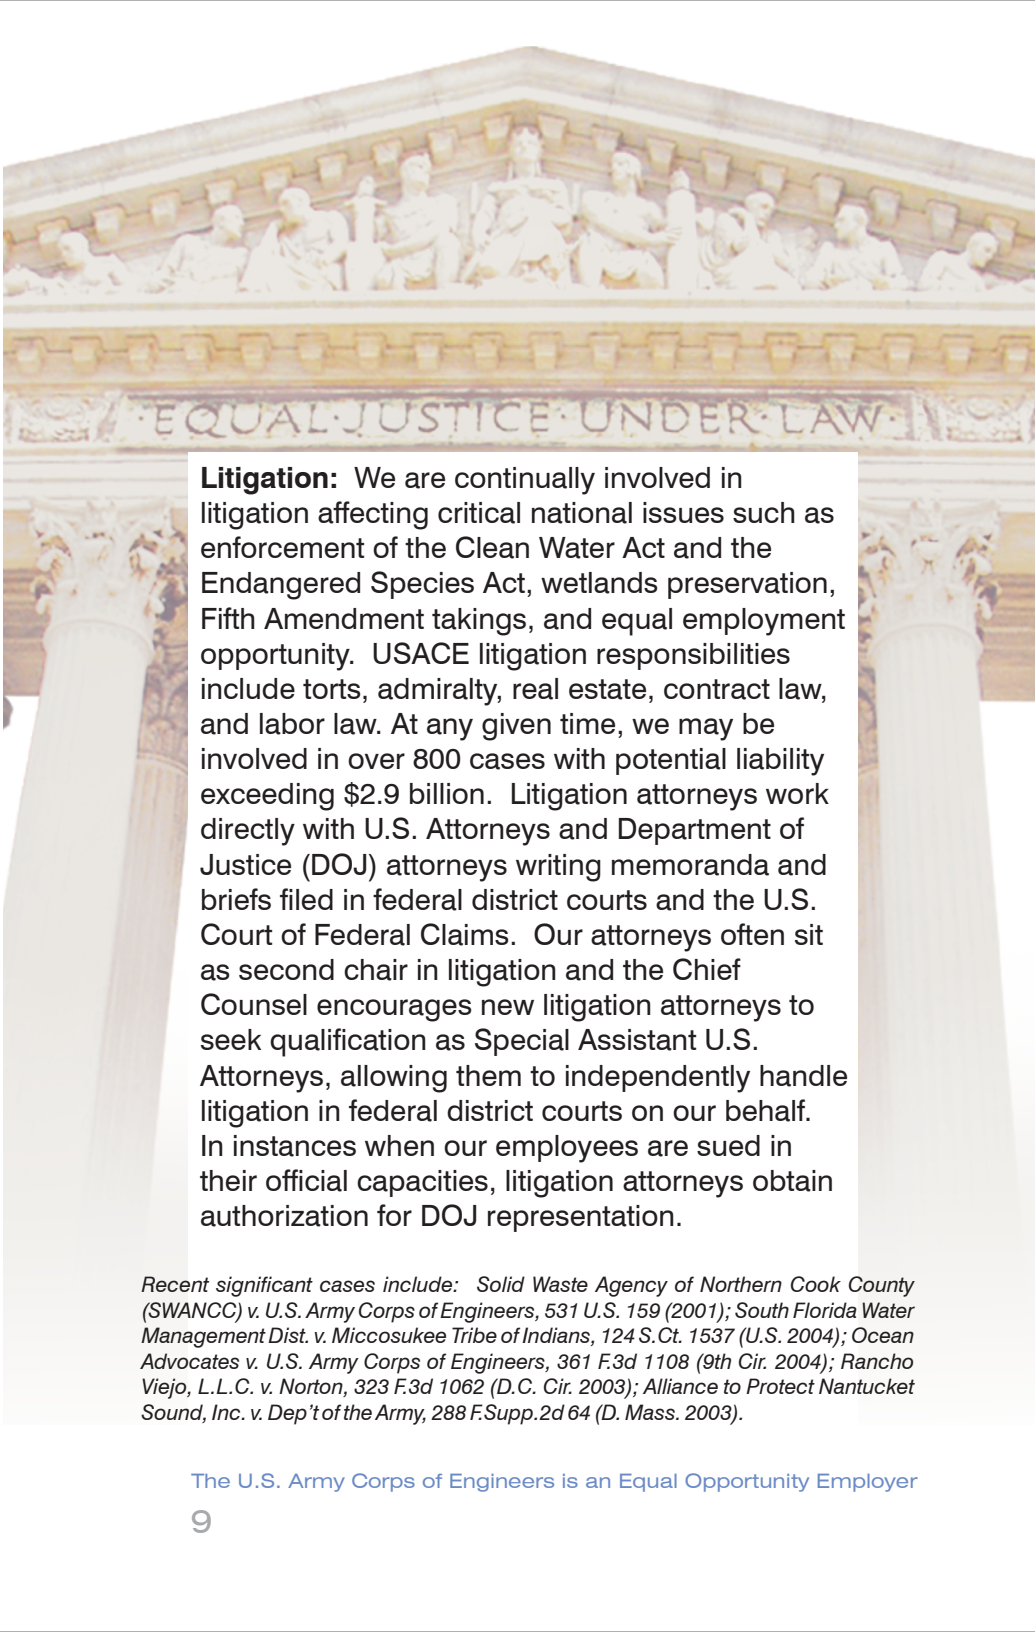 ·EQUAL·JUSTICE·UNDER·LAW·
Litigation:  We are continually involved in
litigation affecting critical national issues such as
enforcement of the Clean Water Act and the
Endangered Species Act, wetlands preservation,
Fifth Amendment takings, and equal employment
opportunity.  USACE litigation responsibilities
include torts, admiralty, real estate, contract law,
and labor law. At any given time, we may be
involved in over 800 cases with potential liability
exceeding $2.9 billion.  Litigation attorneys work
directly with U.S. Attorneys and Department of
Justice (DOJ) attorneys writing memoranda and
briefs filed in federal district courts and the U.S.
Court of Federal Claims.  Our attorneys often sit
as second chair in litigation and the Chief
Counsel encourages new litigation attorneys to
seek qualification as Special Assistant U.S.
Attorneys, allowing them to independently handle
litigation in federal district courts on our behalf.
In instances when our employees are sued in
their official capacities, litigation attorneys obtain
authorization for DOJ representation.
Recent significant cases include:  Solid Waste Agency of Northern Cook County
(SWANCC) v. U.S. Army Corps of Engineers, 531 U.S. 159 (2001); South Florida Water
Management Dist. v. Miccosukee Tribe of Indians, 124 S.Ct. 1537 (U.S. 2004); Ocean
Advocates v. U.S. Army Corps of Engineers, 361 F.3d 1108 (9th Cir. 2004); Rancho
Viejo, L.L.C. v. Norton, 323 F.3d 1062 (D.C. Cir. 2003); Alliance to Protect Nantucket
Sound, Inc. v. Dep't of the Army, 288 F.Supp.2d 64 (D. Mass. 2003).
The U.S. Army Corps of Engineers is an Equal Opportunity Employer
9